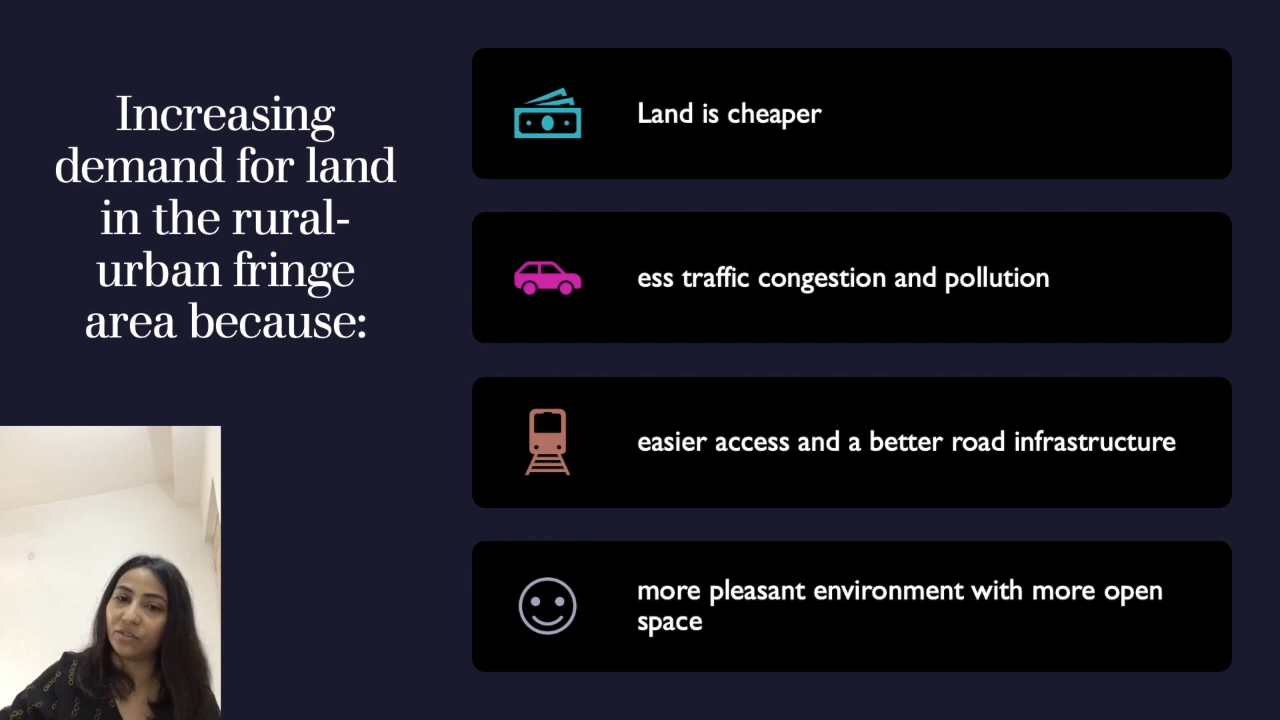 Increasing
demand for land
in the rural-
urban fringe
area because:
Land is cheaper
ess traffic congestion and pollution
easier access and a better road infrastructure
more pleasant environment with more open
space